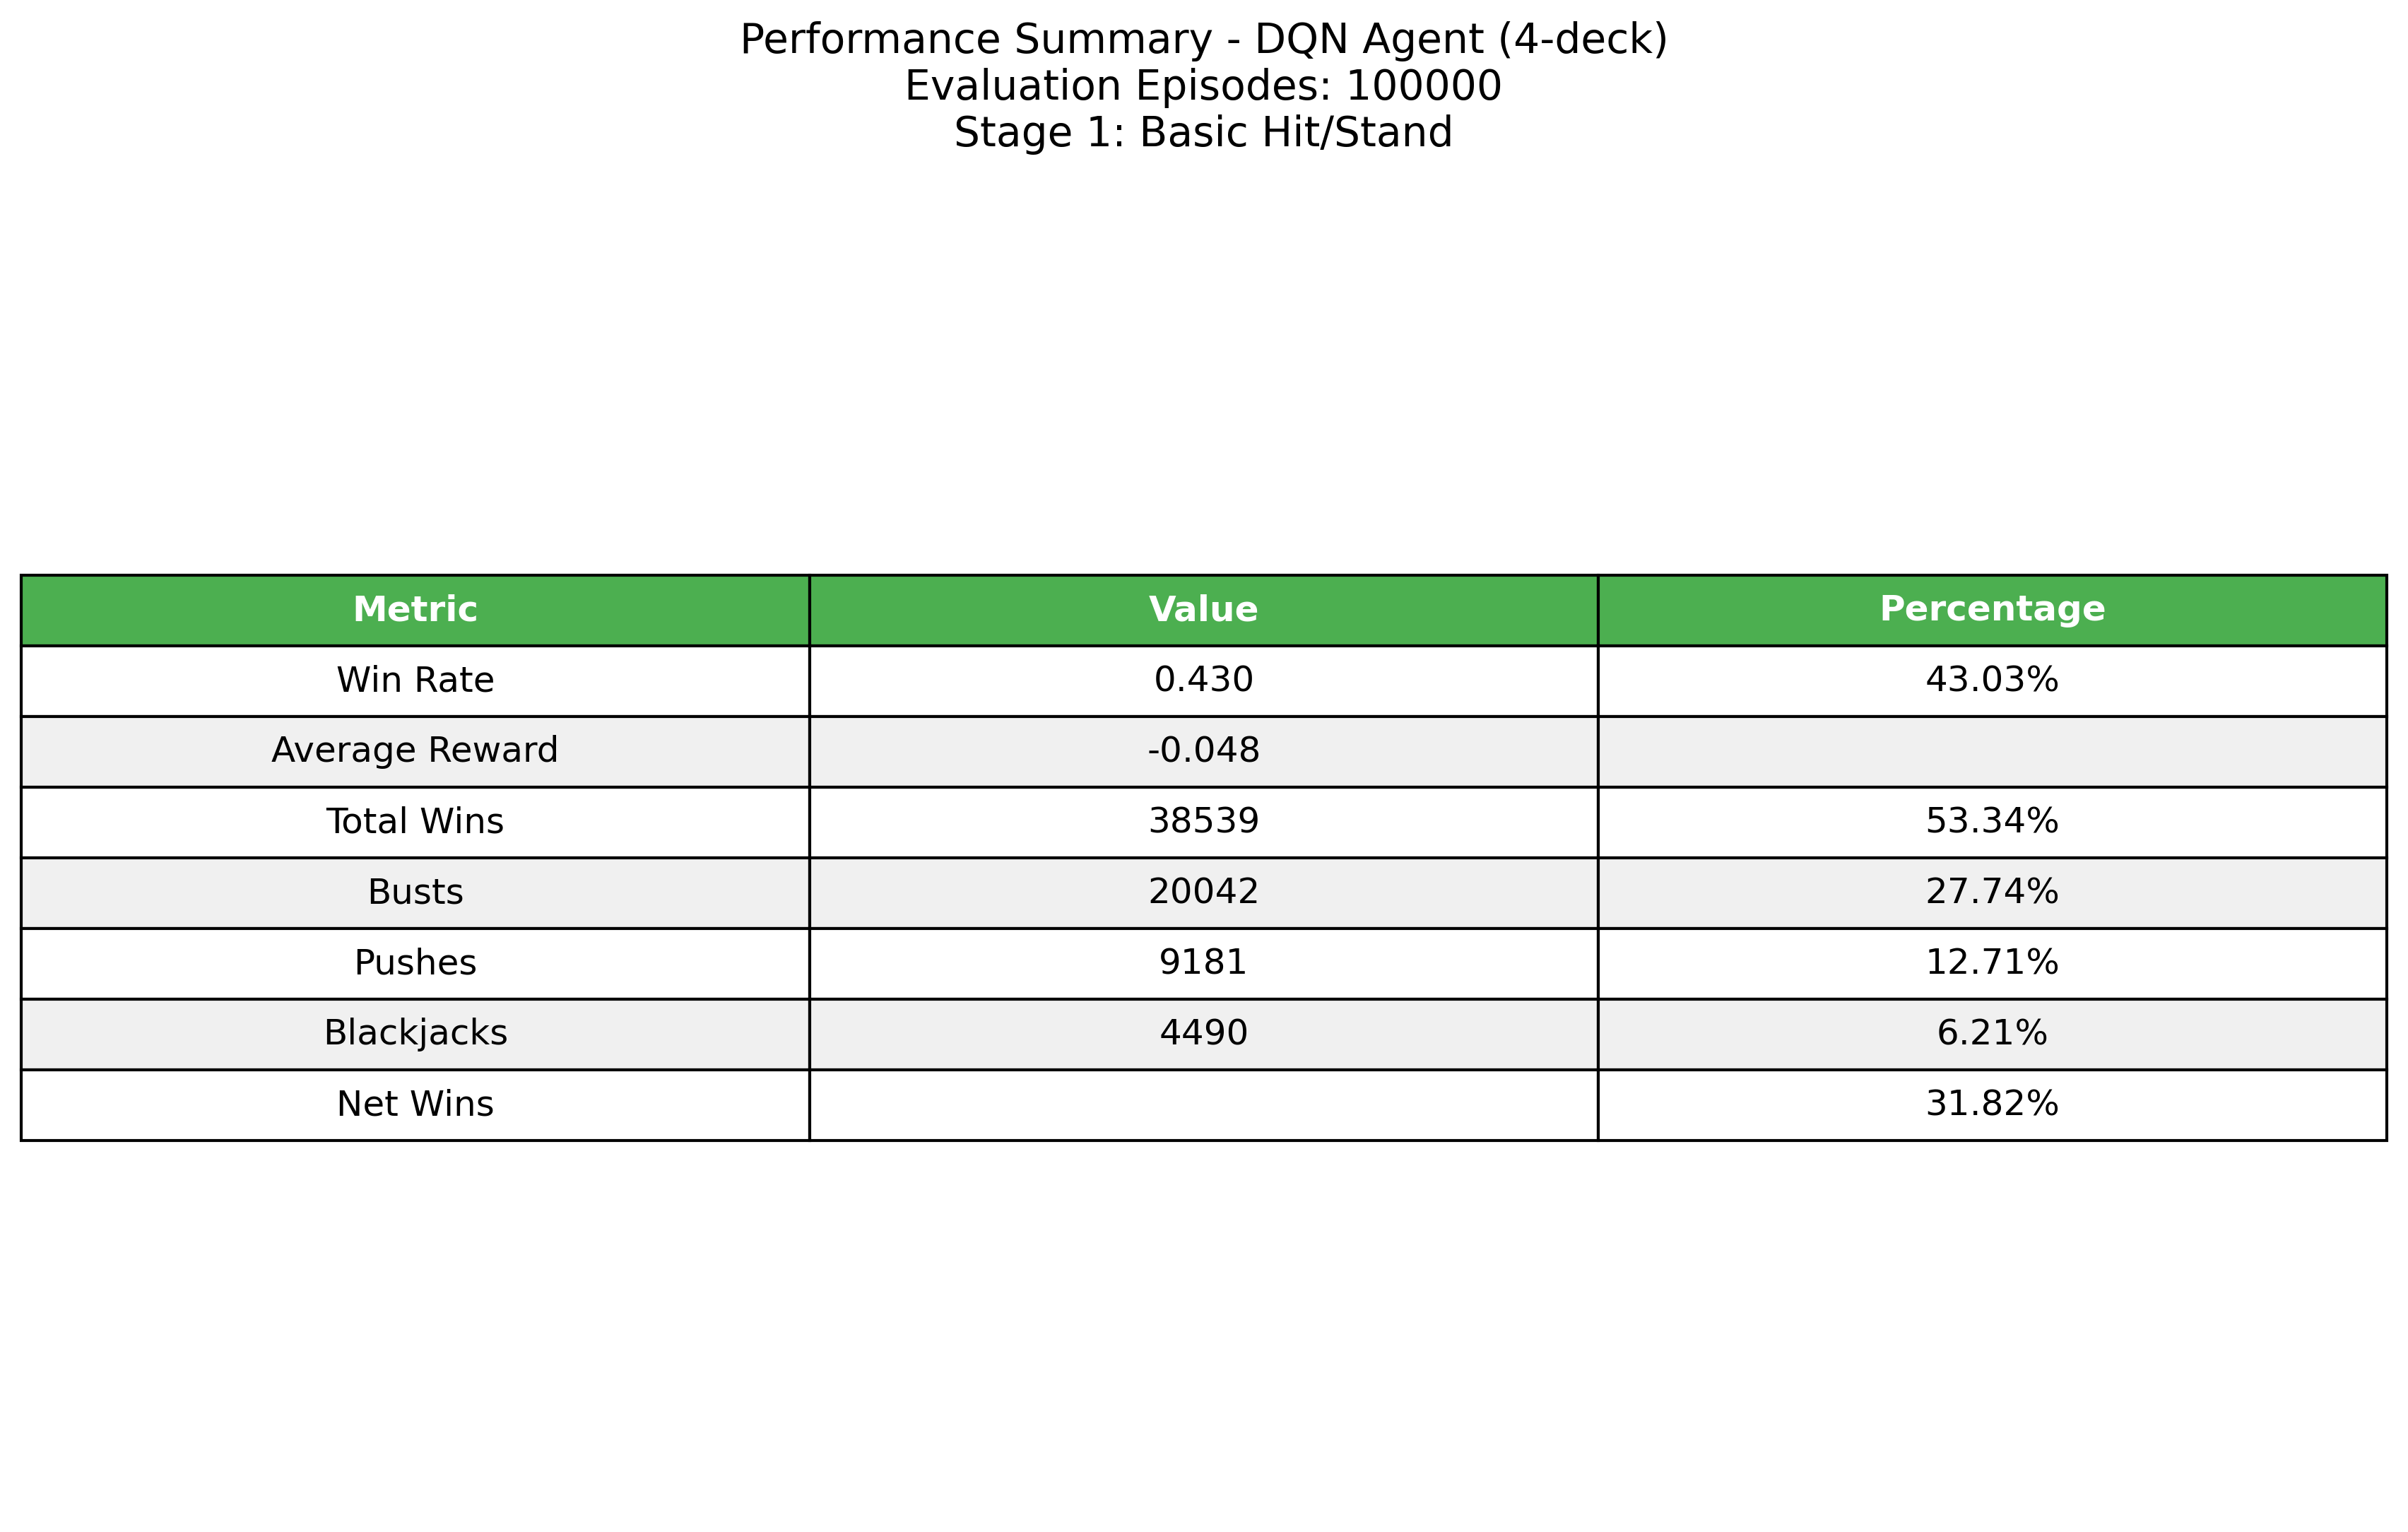 Performance Summary - DQN Agent (4-deck)
Evaluation Episodes: 100000
Stage 1: Basic Hit/Stand
Metric Value Percentage
Win Rate 0.430 43.03%
Average Reward -0.048
Total Wins 38539 53.34%
Busts 20042 27.74%
Pushes 9181 12.71%
Blackjacks 4490 6.21%
Net Wins 31.82%